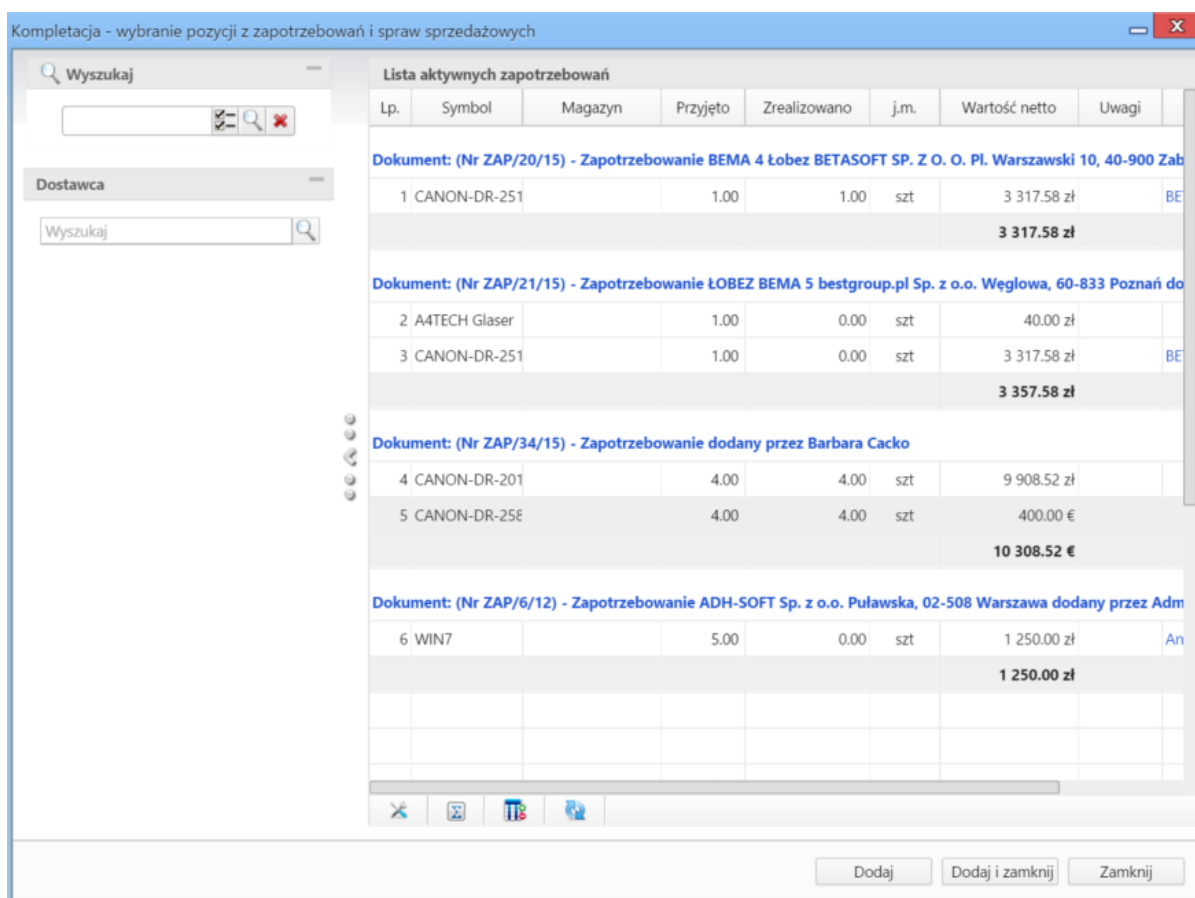 Kompletacja - wybranie pozycji z zapotrzebowań i spraw sprzedażowych
Wyszukaj
Dostawca
Wyszukaj
Lista aktywnych zapotrzebowań
Lp. Symbol Magazyn Przyjęto Zrealizowano j.m. Wartość netto Uwagi
Dokument: (Nr ZAP/20/15) - Zapotrzebowanie BEMA 4 Łobez BETASOFT SP. Z O. O. Pl. Warszawski 10, 40-900 Zab
1 CANON-DR-251 1.00 1.00 szt 3 317.58 zł BE
3 317.58 zł
Dokument: (Nr ZAP/21/15) - Zapotrzebowanie ŁOBEZ BEMA 5 bestgroup.pl Sp. z o.o. Węglowa, 60-833 Poznań do
2 A4TECH Glaser 1.00 0.00 szt 40.00 zł
3 CANON-DR-251 1.00 0.00 szt 3 317.58 zł BE
3 357.58 zł
Dokument: (Nr ZAP/34/15) - Zapotrzebowanie dodany przez Barbara Cacko
4 CANON-DR-201 4.00 4.00 szt 9 908.52 zł
5 CANON-DR-258 4.00 4.00 szt 400.00 €
10 308.52 €
Dokument: (Nr ZAP/6/12) - Zapotrzebowanie ADH-SOFT Sp. z o.o. Puławska, 02-508 Warszawa dodany przez Adm
6 WIN7 5.00 0.00 szt 1 250.00 zł An
1 250.00 zł
Dodaj Dodaj i zamknij Zamknij